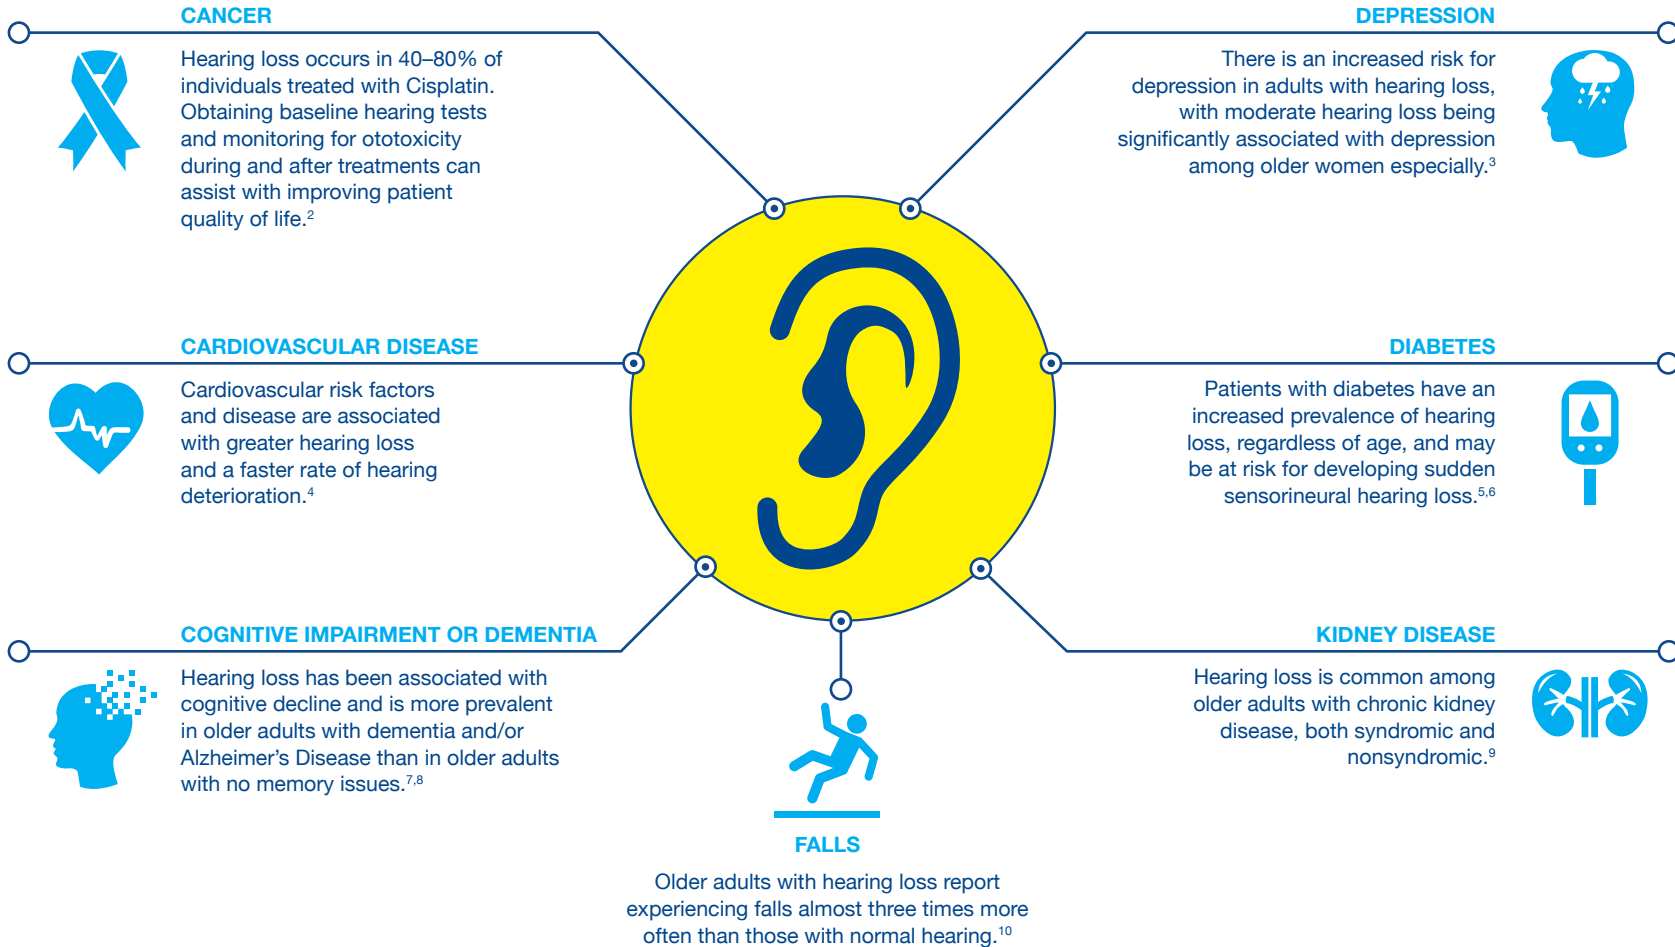 CANCER
Hearing loss occurs in 40–80% of
individuals treated with Cisplatin.
Obtaining baseline hearing tests
and monitoring for ototoxicity
during and after treatments can
assist with improving patient
quality of life.2
DEPRESSION
There is an increased risk for
depression in adults with hearing loss,
with moderate hearing loss being
significantly associated with depression
among older women especially.3
CARDIOVASCULAR DISEASE
Cardiovascular risk factors
and disease are associated
with greater hearing loss
and a faster rate of hearing
deterioration.4
DIABETES
Patients with diabetes have an
increased prevalence of hearing
loss, regardless of age, and may
be at risk for developing sudden
sensorineural hearing loss.5,6
COGNITIVE IMPAIRMENT OR DEMENTIA
Hearing loss has been associated with
cognitive decline and is more prevalent
in older adults with dementia and/or
Alzheimer’s Disease than in older adults
with no memory issues.7,8
KIDNEY DISEASE
Hearing loss is common among
older adults with chronic kidney
disease, both syndromic and
nonsyndromic.9
FALLS
Older adults with hearing loss report
experiencing falls almost three times more
often than those with normal hearing.10